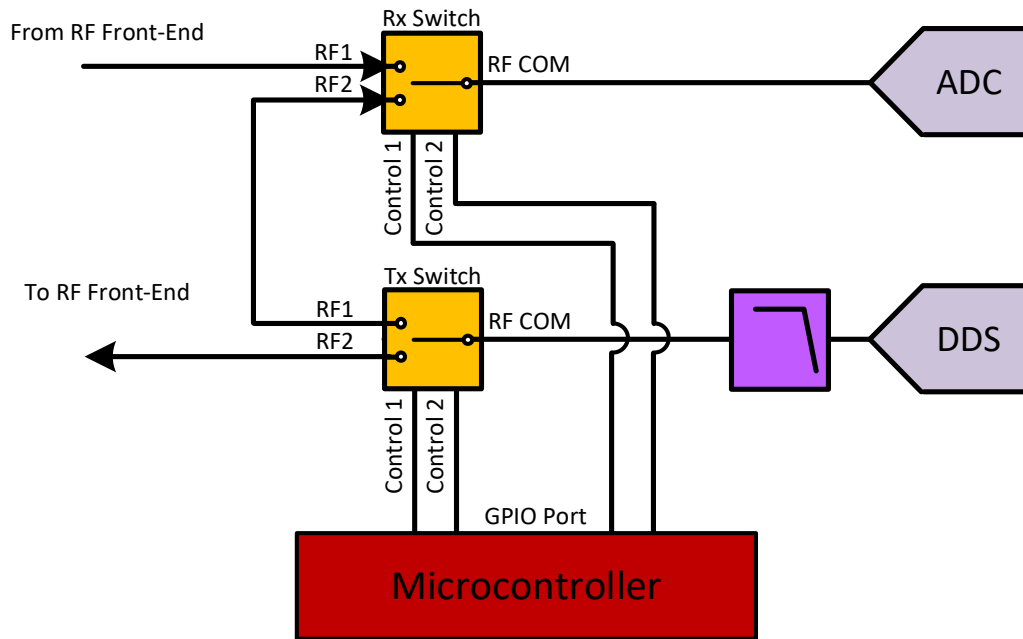 Rx Switch
From RF Front-End
RF1
RF2
RF COM
ADC
Control 1
Control 2
Tx Switch
To RF Front-End
RF1
RF2
RF COM
DDS
Control 1
Control 2
GPIO Port
Microcontroller